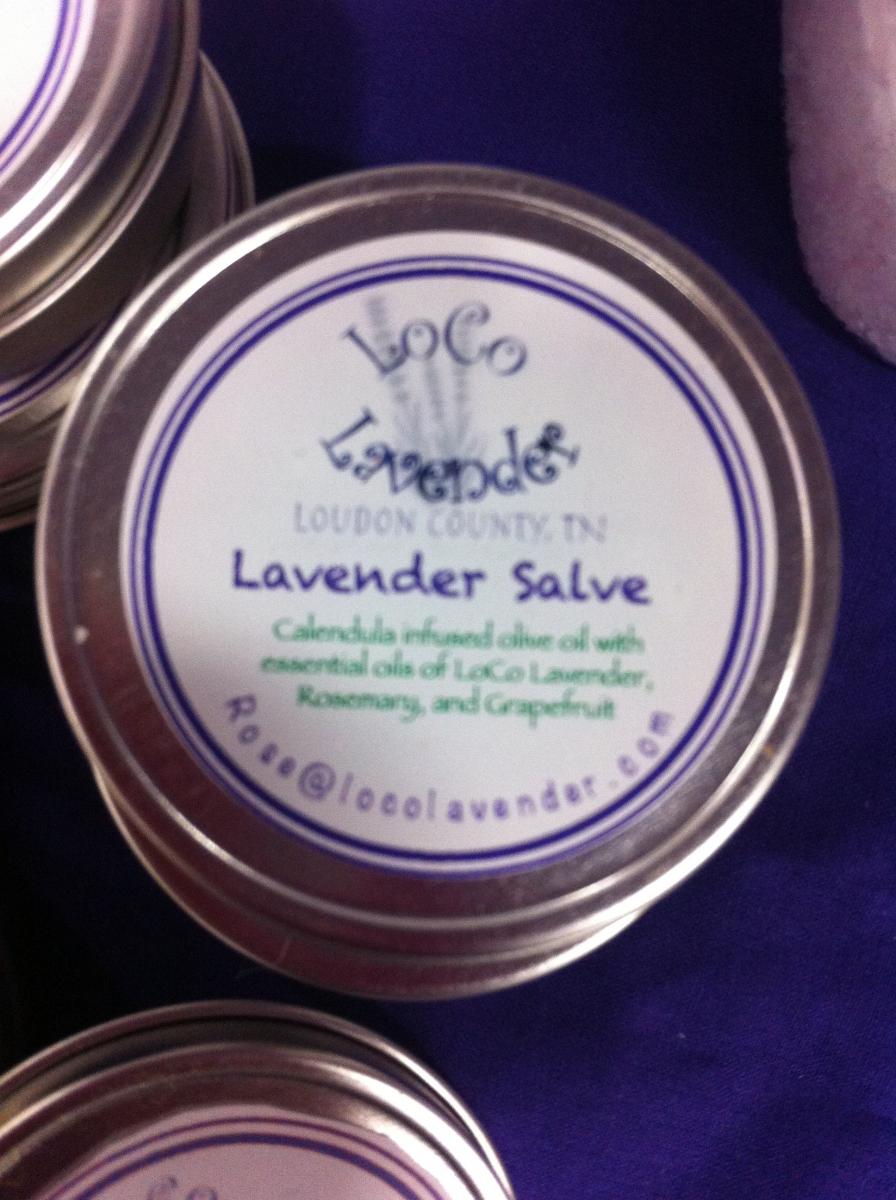 LoCo
Lavender
LOUDON COUNTY, TN
Lavender Salve
Calendula infused olive oil with
essential oils of LoCo Lavender,
Rosemary, and Grapefruit
Rose@locolavender.com